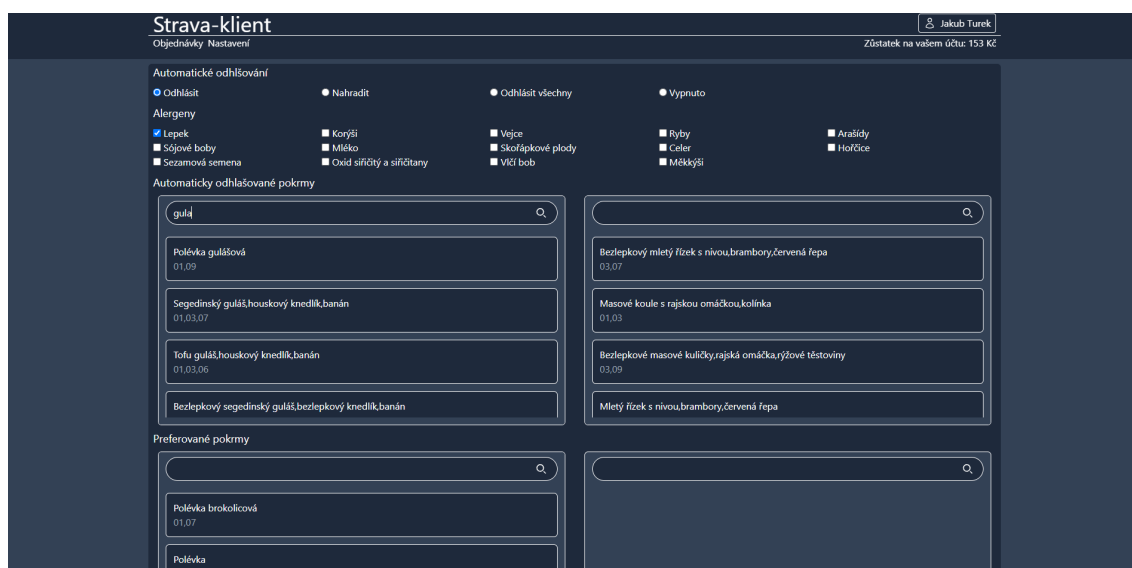 Strava-klient
Jakub Turek
Objednávky Nastavení
Zůstatek na vašem účtu: 153 Kč
Automatické odhlšování
Odhlásit Nahradit Odhlásit všechny Vypnuto
Alergeny
Lepek Korýši Vejce Ryby Arašídy
Sójové boby Mléko Skořápkové plody Celer Hořčice
Sezamová semena Oxid siřičitý a siřičitany Vlčí bob Měkkýši
Automaticky odhlašované pokrmy
gula
Polévka gulášová
01,09
Segedinský guláš,houskový knedlík,banán
01,03,07
Tofu guláš,houskový knedlík,banán
01,03,06
Bezlepkový segedinský guláš,bezlepkový knedlík,banán
Bezlepkový mletý řízek s nivou,brambory,červená řepa
03,07
Masové koule s rajskou omáčkou,kolínka
01,03
Bezlepkové masové kuličky,rajská omáčka,rýžové těstoviny
03,09
Mletý řízek s nivou,brambory,červená řepa
Preferované pokrmy
Polévka brokolicová
01,07
Polévka